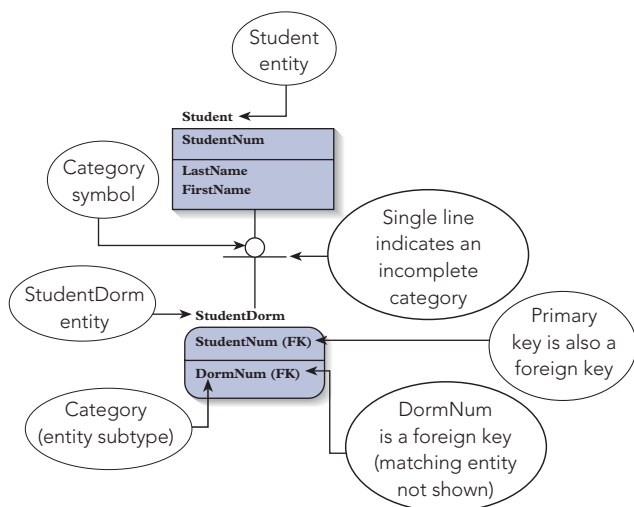 Student
entity
Student
StudentNum
LastName
FirstName
Category
symbol
Single line
indicates an
incomplete
category
StudentDorm
entity
StudentDorm
StudentNum (FK)
DormNum (FK)
Primary
key is also a
foreign key
Category
(entity subtype)
DormNum
is a foreign key
(matching entity
not shown)